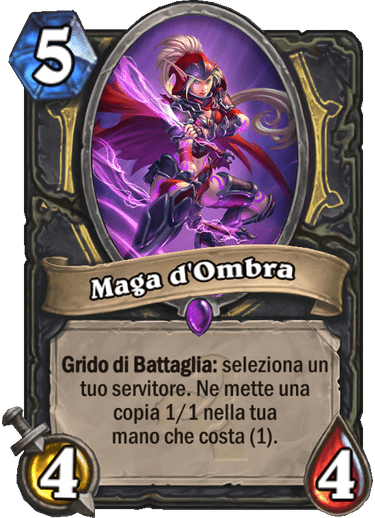 5
Maga d'Ombra
Grido di Battaglia: seleziona un
tuo servitore. Ne mette una
copia 1/1 nella tua
mano che costa (1).
4
4